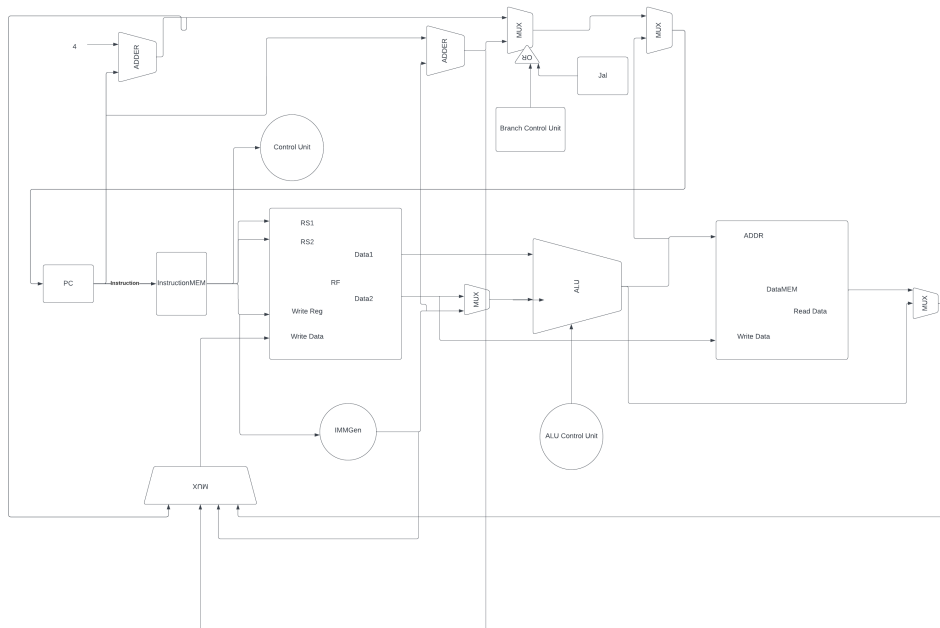 MUX
MUX
4
ADDER
ADDER
OR
Jal
Branch Control Unit
Control Unit
RS1
RS2
ADDR
Data1
PC
Instruction
InstructionMEM
RF
ALU
DataMEM
Data2
MUX
MUX
Write Reg
Read Data
Write Data
Write Data
IMMGen
ALU Control Unit
MUX